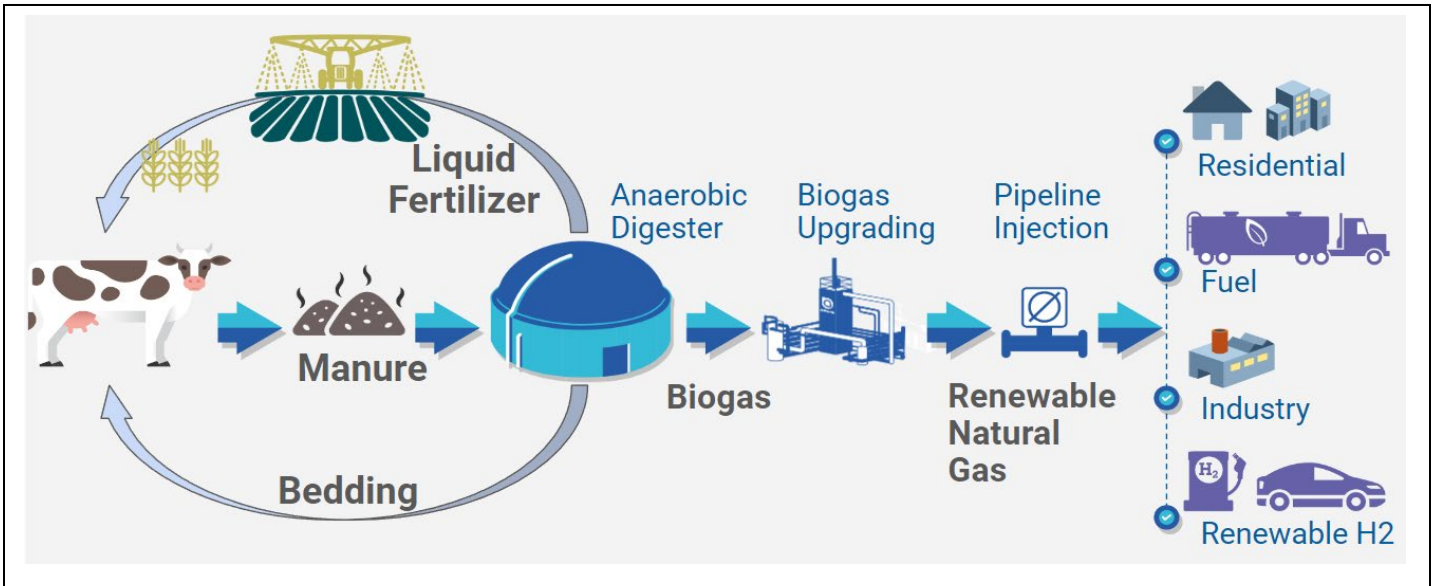 Liquid
Fertilizer
Anaerobic
Digester
Biogas
Upgrading
Pipeline
Injection
Manure
Biogas
Renewable
Natural
Gas
Bedding
Residential
Fuel
Industry
H₂
Renewable H2